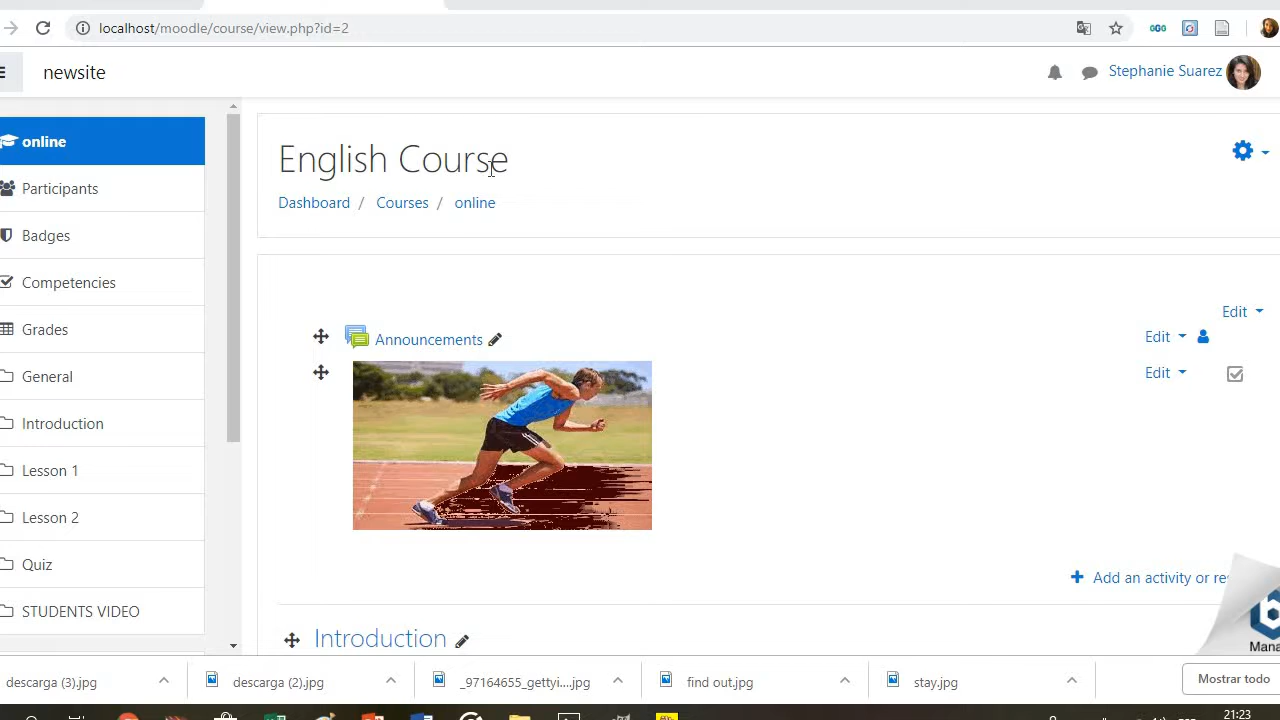 localhost/moodle/course/view.php?id=2
newsite
Stephanie Suarez
online
Participants
Badges
Competencies
Grades
General
Introduction
Lesson 1
Lesson 2
Quiz
STUDENTS VIDEO
English Course
Dashboard / Courses / online
Edit
Announcements
Edit
Edit
Add an activity or re
Introduction
Mana
descarga (3).jpg
descarga (2).jpg
_97164655_gettyi....jpg
find out.jpg
stay.jpg
Mostrar todo
21:23